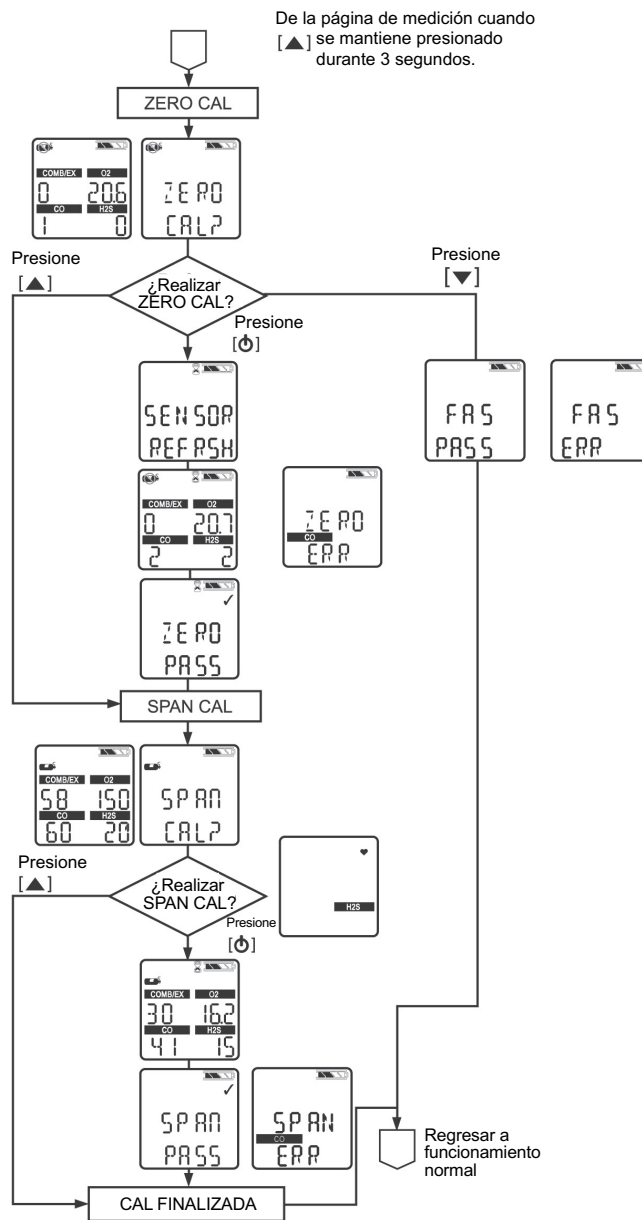 De la página de medición cuando
[▲] se mantiene presionado
durante 3 segundos.
ZERO CAL
COMB/EX O2
0 20.6
CO H2S
1 0
ZERO
CAL?
Presione
[▲]
¿Realizar
ZERO CAL?
Presione
[▼]
Presione
[⏻]
SENSOR
REFRSH
FAS
PASS
FAS
ERR
COMB/EX O2
0 20.7
CO H2S
2 2
ZERO
CO
ERR
ZERO
PASS
SPAN CAL
COMB/EX O2
58 150
CO H2S
60 20
SPAN
CAL?
Presione
[▲]
¿Realizar
SPAN CAL?
H2S
Presione
[⏻]
COMB/EX O2
30 16.2
CO H2S
41 15
SPAN
PASS
SPAN
CO
ERR
Regresar a
funcionamiento
normal
CAL FINALIZADA